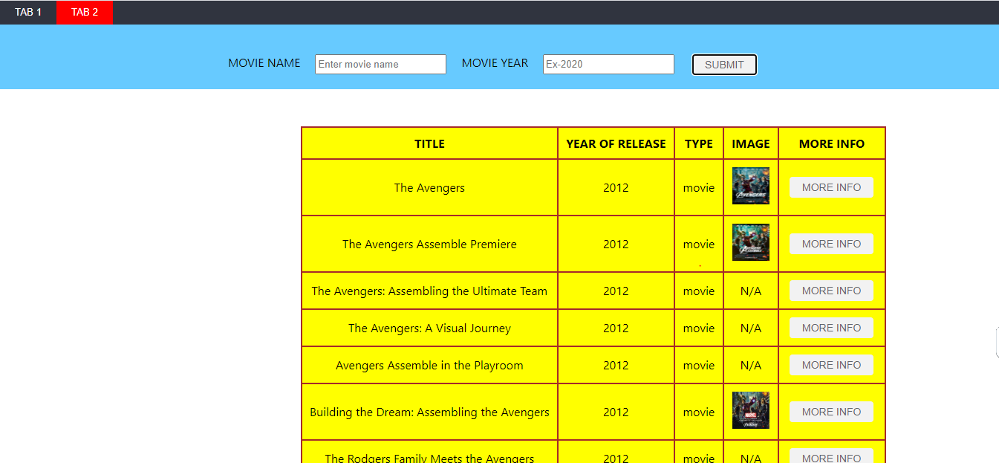 TAB 1 TAB 2
MOVIE NAME Enter movie name MOVIE YEAR Ex-2020 SUBMIT
TITLE YEAR OF RELEASE TYPE IMAGE MORE INFO
The Avengers 2012 movie AVENGERS MORE INFO
The Avengers Assemble Premiere 2012 movie MORE INFO
The Avengers: Assembling the Ultimate Team 2012 movie N/A MORE INFO
The Avengers: A Visual Journey 2012 movie N/A MORE INFO
Avengers Assemble in the Playroom 2012 movie N/A MORE INFO
Building the Dream: Assembling the Avengers 2012 movie MARVEL MORE INFO
The Rodgers Family Meets the Avengers 2012 movie N/A MORE INFO